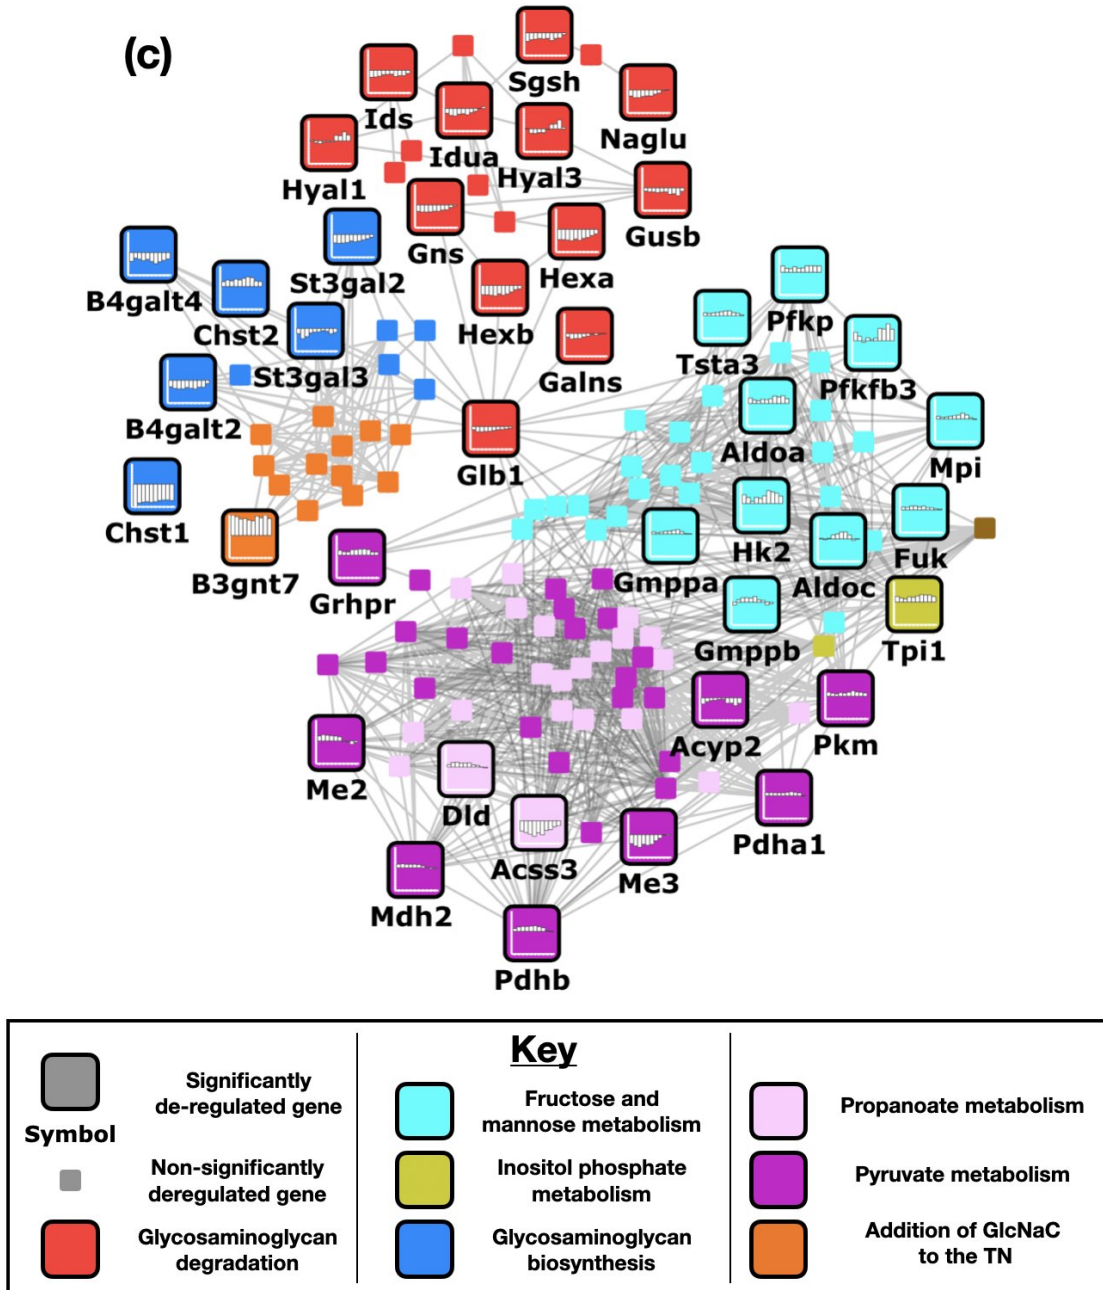 (c)
Sgsh
Ids
Naglu
Idua
Hyal3
Hyal1
Gusb
Gns
Hexa
St3gal2
B4galt4
Chst2
Hexb
Pfkp
St3gal3
Galns
Tsta3
Pfkfb3
B4galt2
Aldoa
Mpi
Glb1
Chst1
Hk2
Fuk
B3gnt7
Gmppa
Aldoc
Grhpr
Gmppb
Tpi1
Acyp2
Pkm
Me2
Dld
Pdha1
Acss3
Me3
Mdh2
Pdhb
Key
Significantly
de-regulated gene
Symbol
Non-significantly
deregulated gene
Glycosaminoglycan
degradation
Fructose and
mannose metabolism
Inositol phosphate
metabolism
Glycosaminoglycan
biosynthesis
Propanoate metabolism
Pyruvate metabolism
Addition of GlcNaC
to the TN